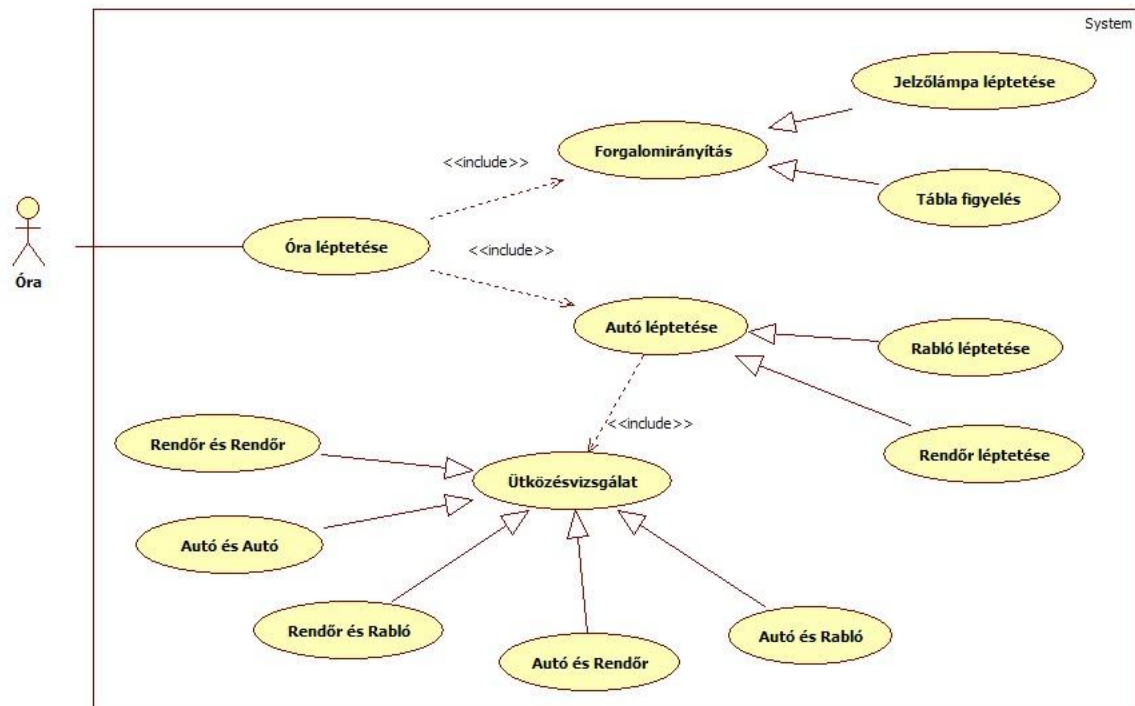 System
Jelzőlámpa léptetése
Forgalomirányítás
<<include>>
Tábla figyelés
Óra léptetése
<<include>>
Óra
Autó léptetése
Rabló léptetése
<<include>>
Rendőr és Rendőr
Rendőr léptetése
Ütközésvizsgálat
Autó és Autó
Rendőr és Rabló
Autó és Rabló
Autó és Rendőr